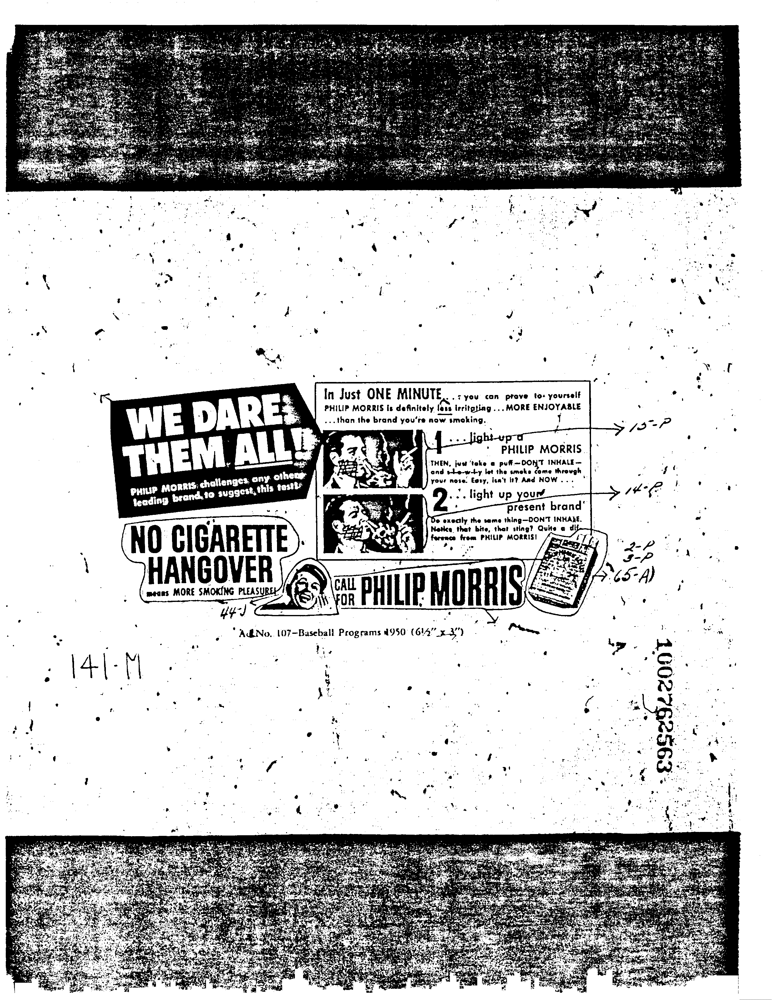 WE DARE
THEM ALL!
PHILIP MORRIS challenges any other
leading brand to suggest this test!
In Just ONE MINUTE... you can prove to yourself
PHILIP MORRIS is definitely less irritating... MORE ENJOYABLE
...than the brand you're now smoking.
1 ...light up a
PHILIP MORRIS
THEN, just take a puff—DON'T INHALE—
and s-l-o-w-l-y let the smoke come through
your nose. Easy, isn't it? And NOW...
2 ...light up your
present brand
Do exactly the same thing—DON'T INHALE.
Notice that bite, that sting? Quite a dif-
ference from PHILIP MORRIS!
15-P
14-P
2-P
3-P
(65-A)
NO CIGARETTE
HANGOVER
means MORE SMOKING PLEASURE!
44-J
CALL
FOR PHILIP MORRIS
Ad No. 107—Baseball Programs 1950 (6½" x 3")
141-M
1002762563